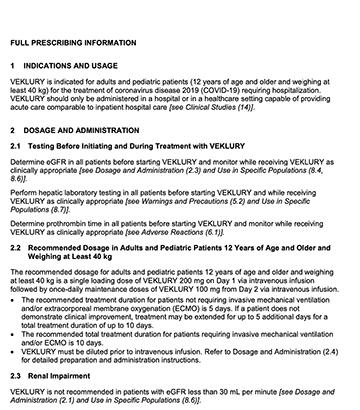 FULL PRESCRIBING INFORMATION
1 INDICATIONS AND USAGE
VEKLURY is indicated for adults and pediatric patients (12 years of age and older and weighing at
least 40 kg) for the treatment of coronavirus disease 2019 (COVID-19) requiring hospitalization.
VEKLURY should only be administered in a hospital or in a healthcare setting capable of providing
acute care comparable to inpatient hospital care [see Clinical Studies (14)].
2 DOSAGE AND ADMINISTRATION
2.1 Testing Before Initiating and During Treatment with VEKLURY
Determine eGFR in all patients before starting VEKLURY and monitor while receiving VEKLURY as
clinically appropriate [see Dosage and Administration (2.3) and Use in Specific Populations (8.4,
8.6)].
Perform hepatic laboratory testing in all patients before starting VEKLURY and while receiving
VEKLURY as clinically appropriate [see Warnings and Precautions (5.2) and Use in Specific
Populations (8.7)].
Determine prothrombin time in all patients before starting VEKLURY and monitor while receiving
VEKLURY as clinically appropriate [see Adverse Reactions (6.1)].
2.2 Recommended Dosage in Adults and Pediatric Patients 12 Years of Age and Older and
Weighing at Least 40 kg
The recommended dosage for adults and pediatric patients 12 years of age and older and weighing
at least 40 kg is a single loading dose of VEKLURY 200 mg on Day 1 via intravenous infusion
followed by once-daily maintenance doses of VEKLURY 100 mg from Day 2 via intravenous infusion.
• The recommended treatment duration for patients not requiring invasive mechanical ventilation
and/or extracorporeal membrane oxygenation (ECMO) is 5 days. If a patient does not
demonstrate clinical improvement, treatment may be extended for up to 5 additional days for a
total treatment duration of up to 10 days.
• The recommended total treatment duration for patients requiring invasive mechanical ventilation
and/or ECMO is 10 days.
• VEKLURY must be diluted prior to intravenous infusion. Refer to Dosage and Administration (2.4)
for detailed preparation and administration instructions.
2.3 Renal Impairment
VEKLURY is not recommended in patients with eGFR less than 30 mL per minute [see Dosage and
Administration (2.1) and Use in Specific Populations (8.6)].